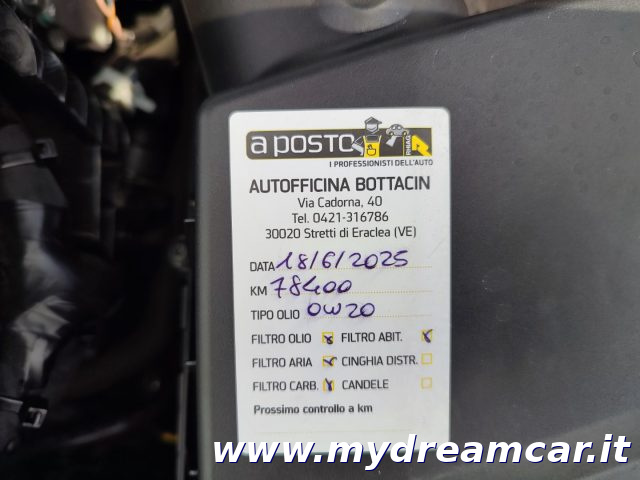 a posto
RHIAG
I PROFESSIONISTI DELL'AUTO
AUTOFFICINA BOTTACIN
Via Cadorna, 40
Tel. 0421-316786
30020 Stretti di Eraclea (VE)
DATA 18/6/2025
KM 78400
TIPO OLIO 0W20
FILTRO OLIO FILTRO ABIT.
FILTRO ARIA CINGHIA DISTR.
FILTRO CARB. CANDELE
Prossimo controllo a km
www.mydreamcar.it